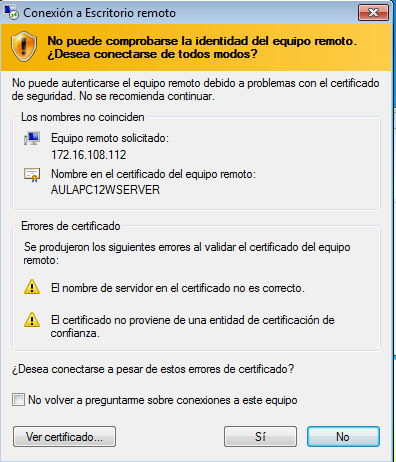 Conexión a Escritorio remoto
No puede comprobarse la identidad del equipo remoto.
¿Desea conectarse de todos modos?
No puede autenticarse el equipo remoto debido a problemas con el certificado
de seguridad. No se recomienda continuar.
Los nombres no coinciden
Equipo remoto solicitado:
172.16.108.112
Nombre en el certificado del equipo remoto:
AULAPC12WSERVER
Errores de certificado
Se produjeron los siguientes errores al validar el certificado del equipo
remoto:
El nombre de servidor en el certificado no es correcto.
El certificado no proviene de una entidad de certificación de
confianza.
¿Desea conectarse a pesar de estos errores de certificado?
No volver a preguntarme sobre conexiones a este equipo
Ver certificado...
Sí
No